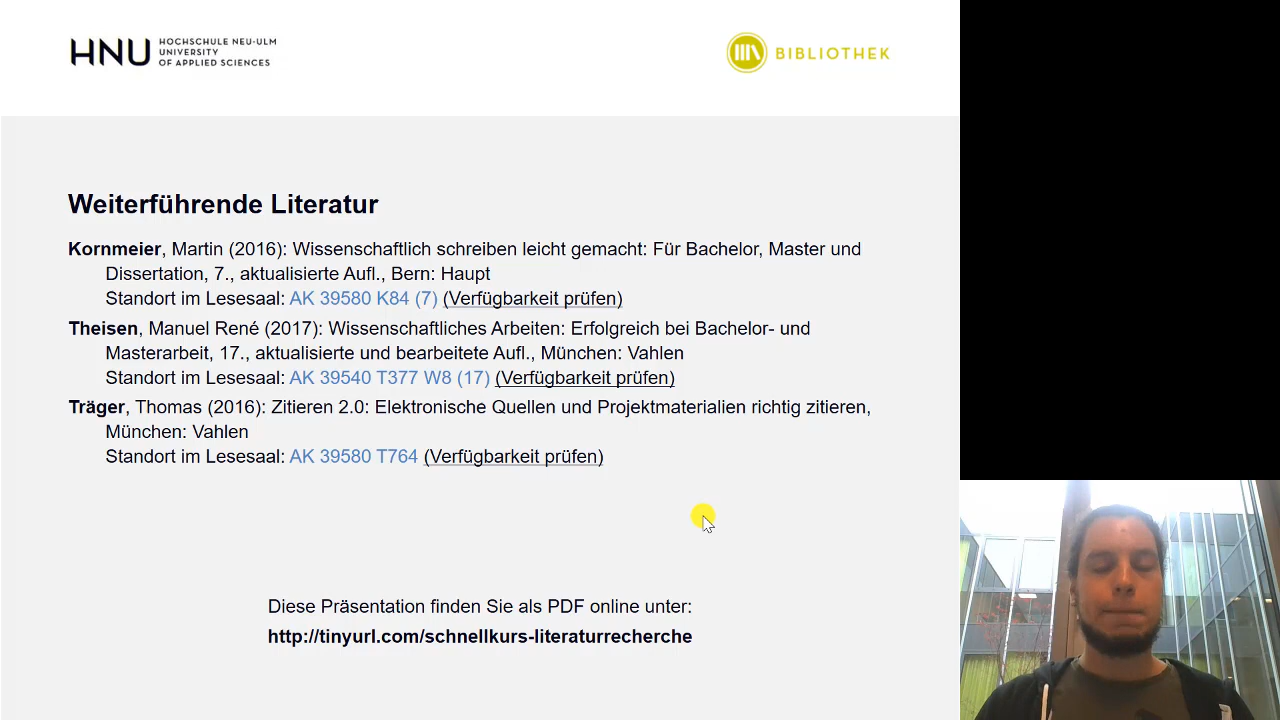 HNU HOCHSCHULE NEU-ULM
UNIVERSITY
OF APPLIED SCIENCES
BIBLIOTHEK
Weiterführende Literatur
Kornmeier, Martin (2016): Wissenschaftlich schreiben leicht gemacht: Für Bachelor, Master und
Dissertation, 7., aktualisierte Aufl., Bern: Haupt
Standort im Lesesaal: AK 39580 K84 (7) (Verfügbarkeit prüfen)
Theisen, Manuel René (2017): Wissenschaftliches Arbeiten: Erfolgreich bei Bachelor- und
Masterarbeit, 17., aktualisierte und bearbeitete Aufl., München: Vahlen
Standort im Lesesaal: AK 39540 T377 W8 (17) (Verfügbarkeit prüfen)
Träger, Thomas (2016): Zitieren 2.0: Elektronische Quellen und Projektmaterialien richtig zitieren,
München: Vahlen
Standort im Lesesaal: AK 39580 T764 (Verfügbarkeit prüfen)
Diese Präsentation finden Sie als PDF online unter:
http://tinyurl.com/schnellkurs-literaturrecherche